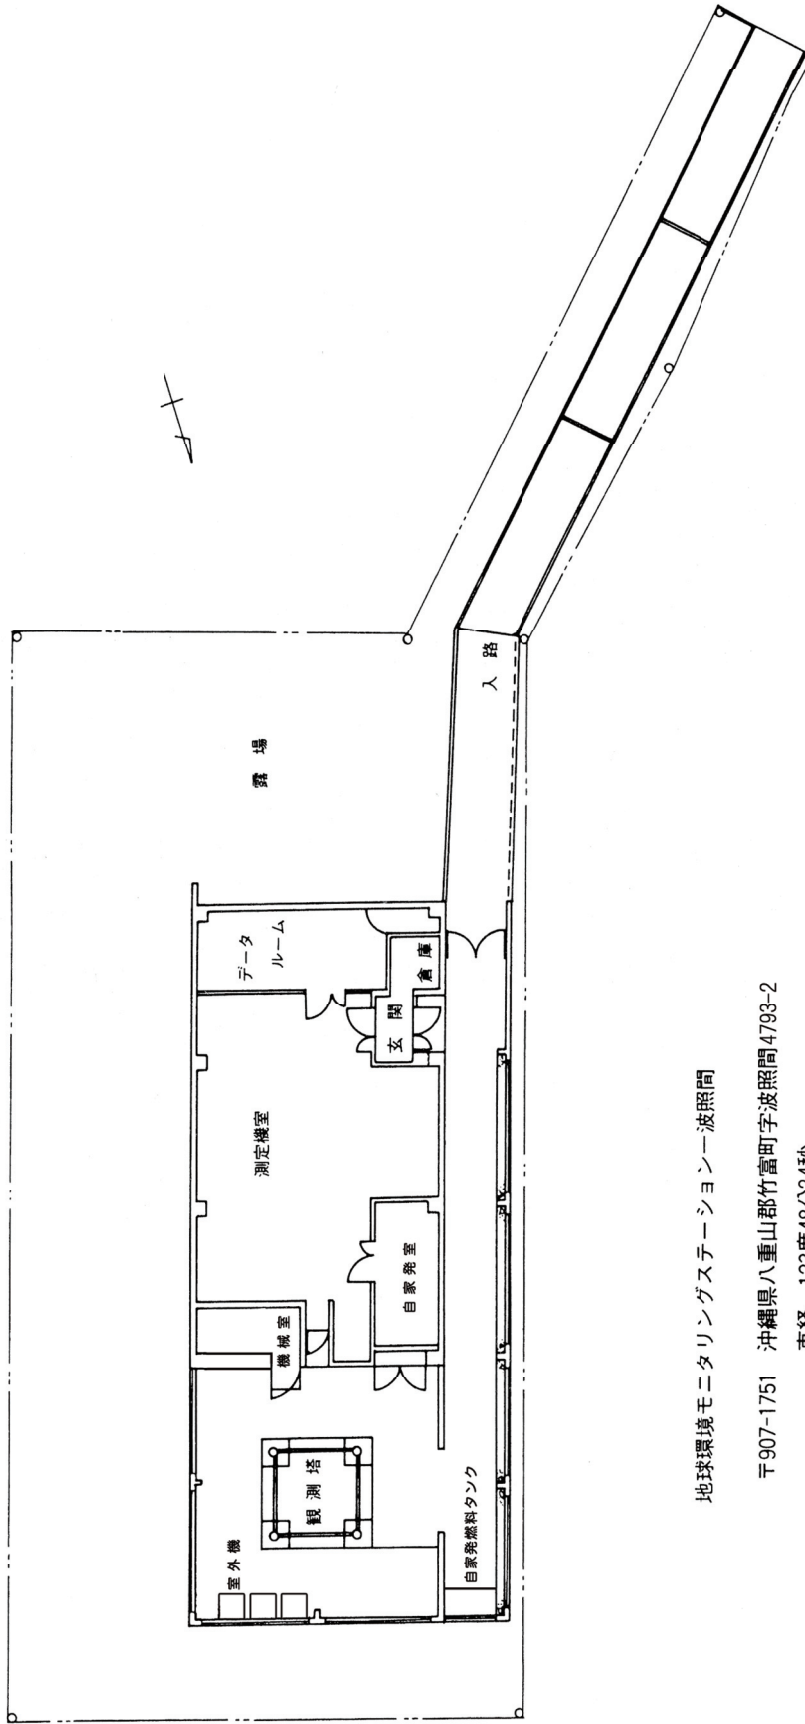 露場
入路
データ
ルーム
倉庫
玄関
測定機室
自家発室
機械室
観測塔
室外機
自家発燃料タンク
地球環境モニタリングステーション―波照間
〒907-1751 沖縄県八重山郡竹富町字波照間4793-2